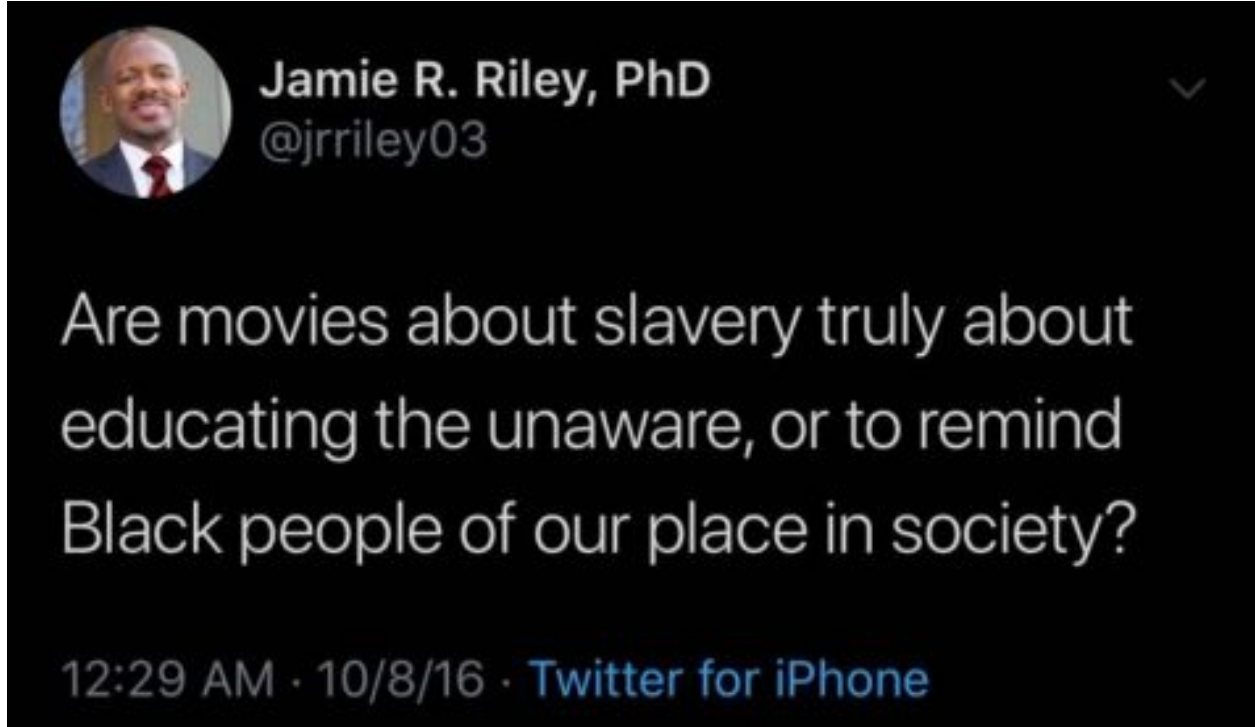 Jamie R. Riley, PhD
@jrriley03
Are movies about slavery truly about
educating the unaware, or to remind
Black people of our place in society?
12:29 AM · 10/8/16 · Twitter for iPhone